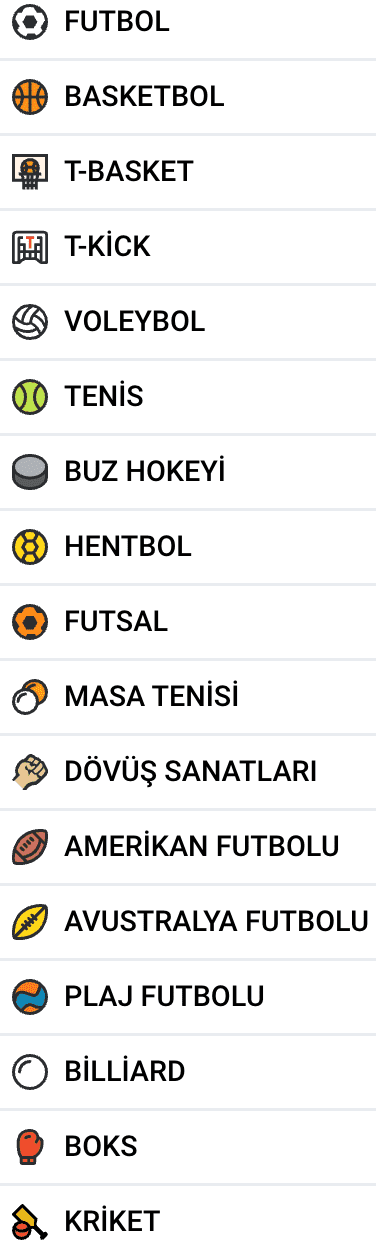 FUTBOL
BASKETBOL
T-BASKET
T-KİCK
VOLEYBOL
TENİS
BUZ HOKEYİ
HENTBOL
FUTSAL
MASA TENİSİ
DÖVÜŞ SANATLARI
AMERİKAN FUTBOLU
AVUSTRALYA FUTBOLU
PLAJ FUTBOLU
BİLLİARD
BOKS
KRİKET